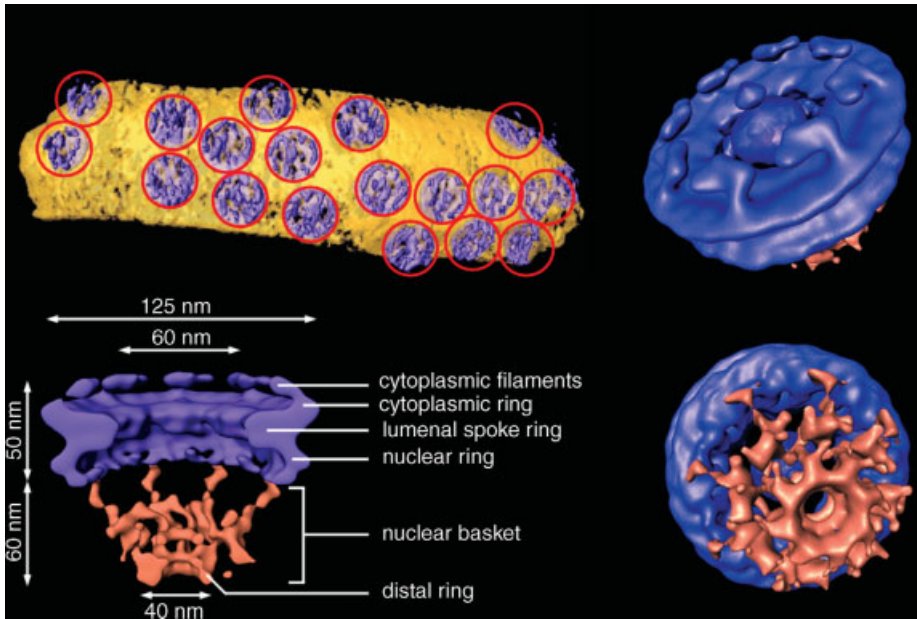 125 nm
60 nm
50 nm
60 nm
40 nm
cytoplasmic filaments
cytoplasmic ring
lumenal spoke ring
nuclear ring
nuclear basket
distal ring